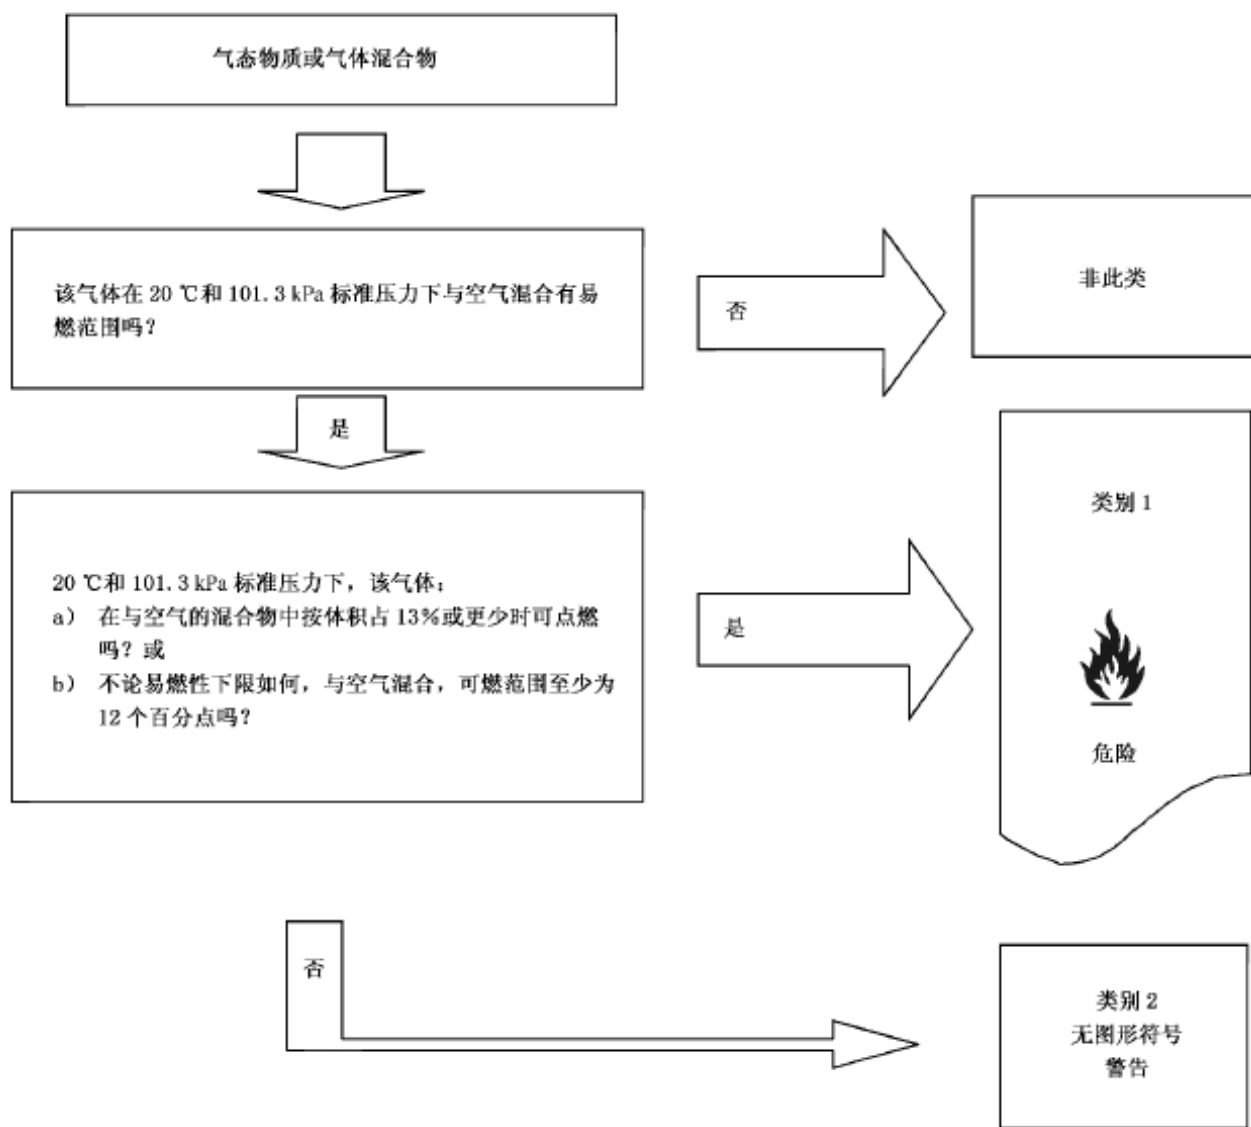 气态物质或气体混合物
该气体在 20 ℃和 101.3 kPa 标准压力下与空气混合有易
燃范围吗？
否
非此类
是
20 ℃和 101.3 kPa 标准压力下，该气体：
a） 在与空气的混合物中按体积占 13%或更少时可点燃
吗？或
b） 不论易燃性下限如何，与空气混合，可燃范围至少为
12 个百分点吗？
是
类别 1
危险
否
类别 2
无图形符号
警告